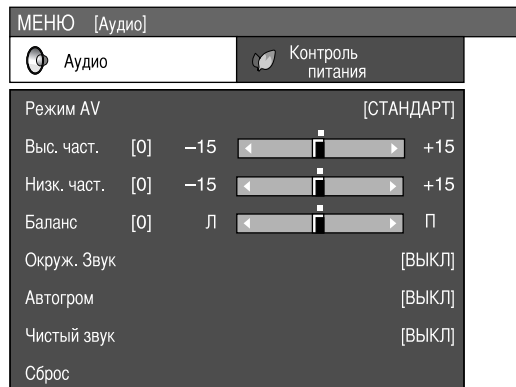 МЕНЮ [Аудио]
Аудио
Контроль
питания
Режим AV [СТАНДАРТ]
Выс. част. [0] –15 +15
Низк. част. [0] –15 +15
Баланс [0] Л П
Окруж. Звук [ВЫКЛ]
Автогром [ВЫКЛ]
Чистый звук [ВЫКЛ]
Сброс